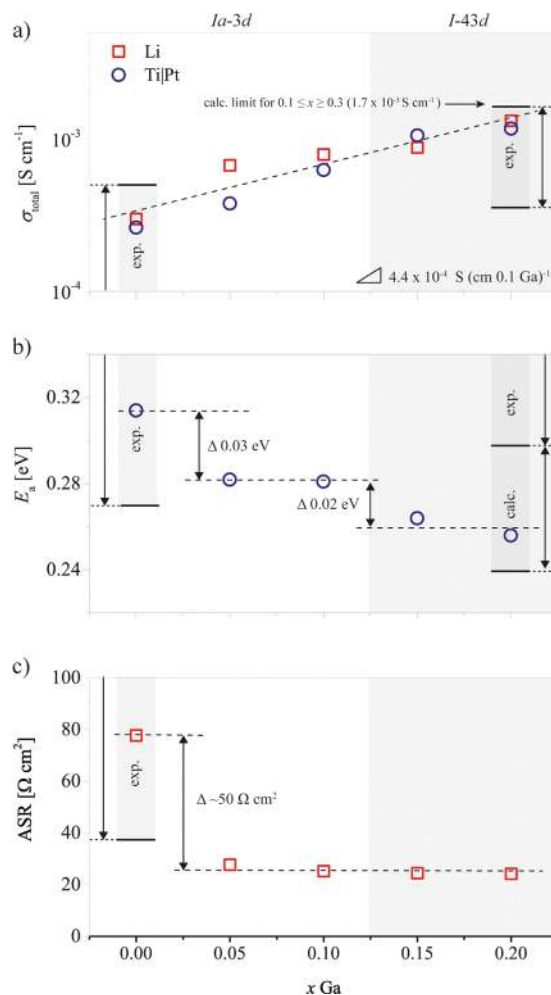 a) Ia-3d I-43d
Li
Ti|Pt
calc. limit for 0.1 ≤ x ≥ 0.3 (1.7 x 10⁻³ S cm⁻¹)
10⁻³
σtotal [S cm⁻¹]
exp.
exp.
4.4 x 10⁻⁴ S (cm 0.1 Ga)⁻¹
10⁻⁴
b)
0.32
exp.
exp.
Δ 0.03 eV
Ea [eV]
0.28
Δ 0.02 eV
calc.
0.24
c)
100
80
exp.
ASR [Ω cm²]
60
Δ ~50 Ω cm²
40
20
0
0.00 0.05 0.10 0.15 0.20
x Ga